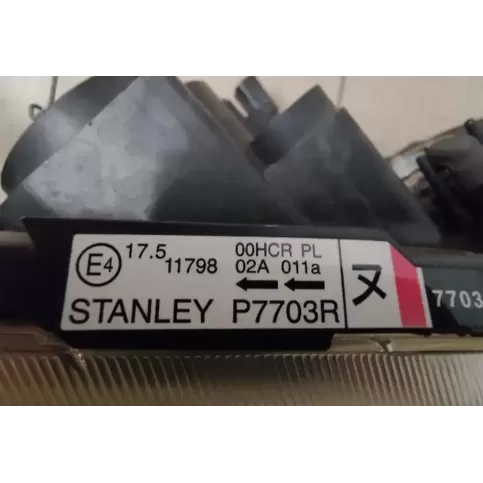 E4 17.5 11798 00HCR PL
02A 011a
← ←
STANLEY P7703R
ヌ
7703